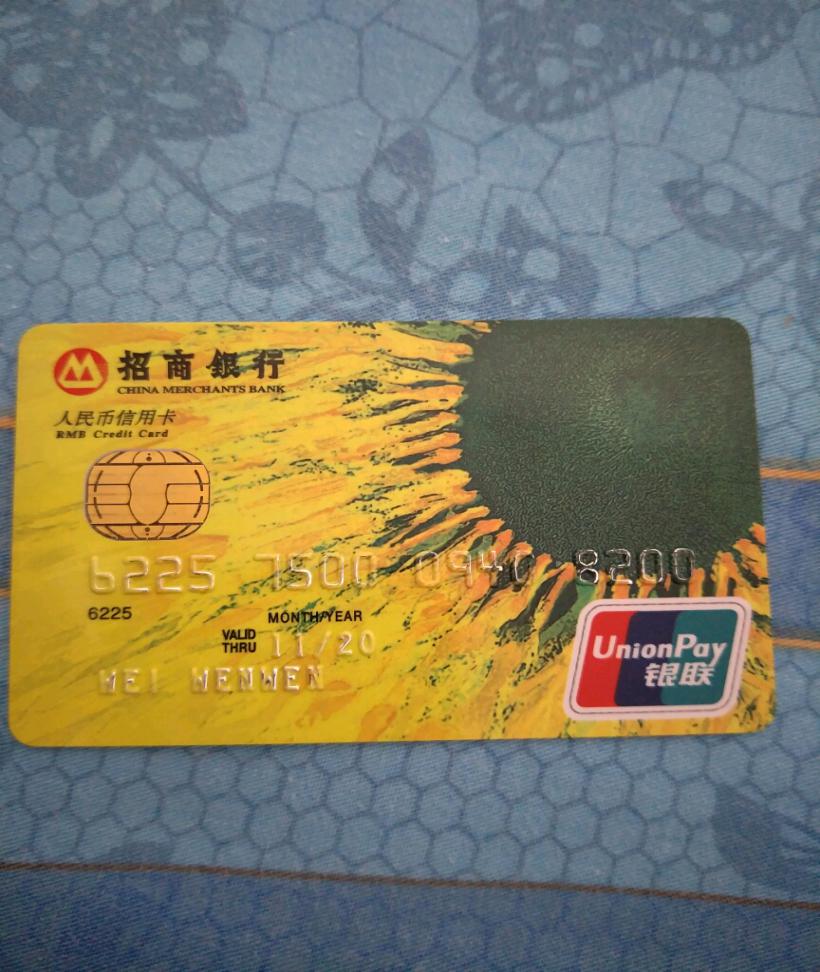 招商银行
CHINA MERCHANTS BANK
人民币信用卡
RMB Credit Card
6225 7500 0940 8200
6225
MONTH/YEAR
VALID THRU 11/20
WEI WENWEN
UnionPay
银联